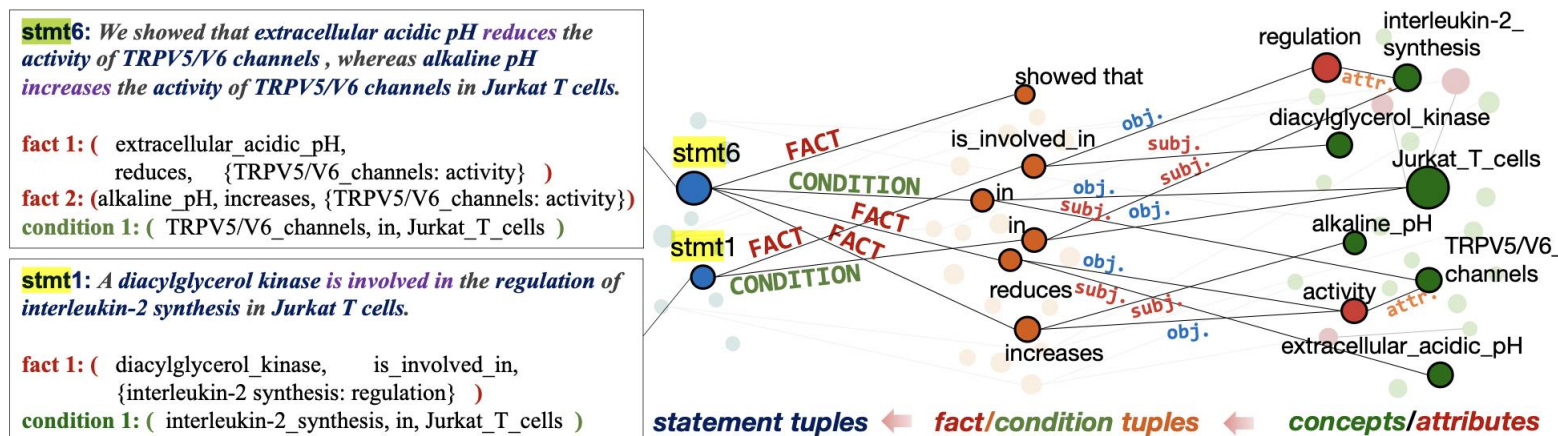 stmt6: We showed that extracellular acidic pH reduces the
activity of TRPV5/V6 channels , whereas alkaline pH
increases the activity of TRPV5/V6 channels in Jurkat T cells.
fact 1: ( extracellular_acidic_pH,
reduces, {TRPV5/V6_channels: activity} )
fact 2: (alkaline_pH, increases, {TRPV5/V6_channels: activity})
condition 1: ( TRPV5/V6_channels, in, Jurkat_T_cells )
stmt1: A diacylglycerol kinase is involved in the regulation of
interleukin-2 synthesis in Jurkat T cells.
fact 1: ( diacylglycerol_kinase, is_involved_in,
{interleukin-2 synthesis: regulation} )
condition 1: ( interleukin-2_synthesis, in, Jurkat_T_cells )
stmt6
stmt1
FACT
CONDITION
FACT
FACT
FACT
CONDITION
showed that
is_involved_in
in
in
reduces
increases
obj.
subj.
subj.
obj.
subj.
obj.
obj.
subj.
subj.
obj.
attr.
attr.
regulation
interleukin-2_
synthesis
diacylglycerol_kinase
Jurkat_T_cells
alkaline_pH
TRPV5/V6_
channels
activity
extracellular_acidic_pH
statement tuples
fact/condition tuples
concepts/attributes